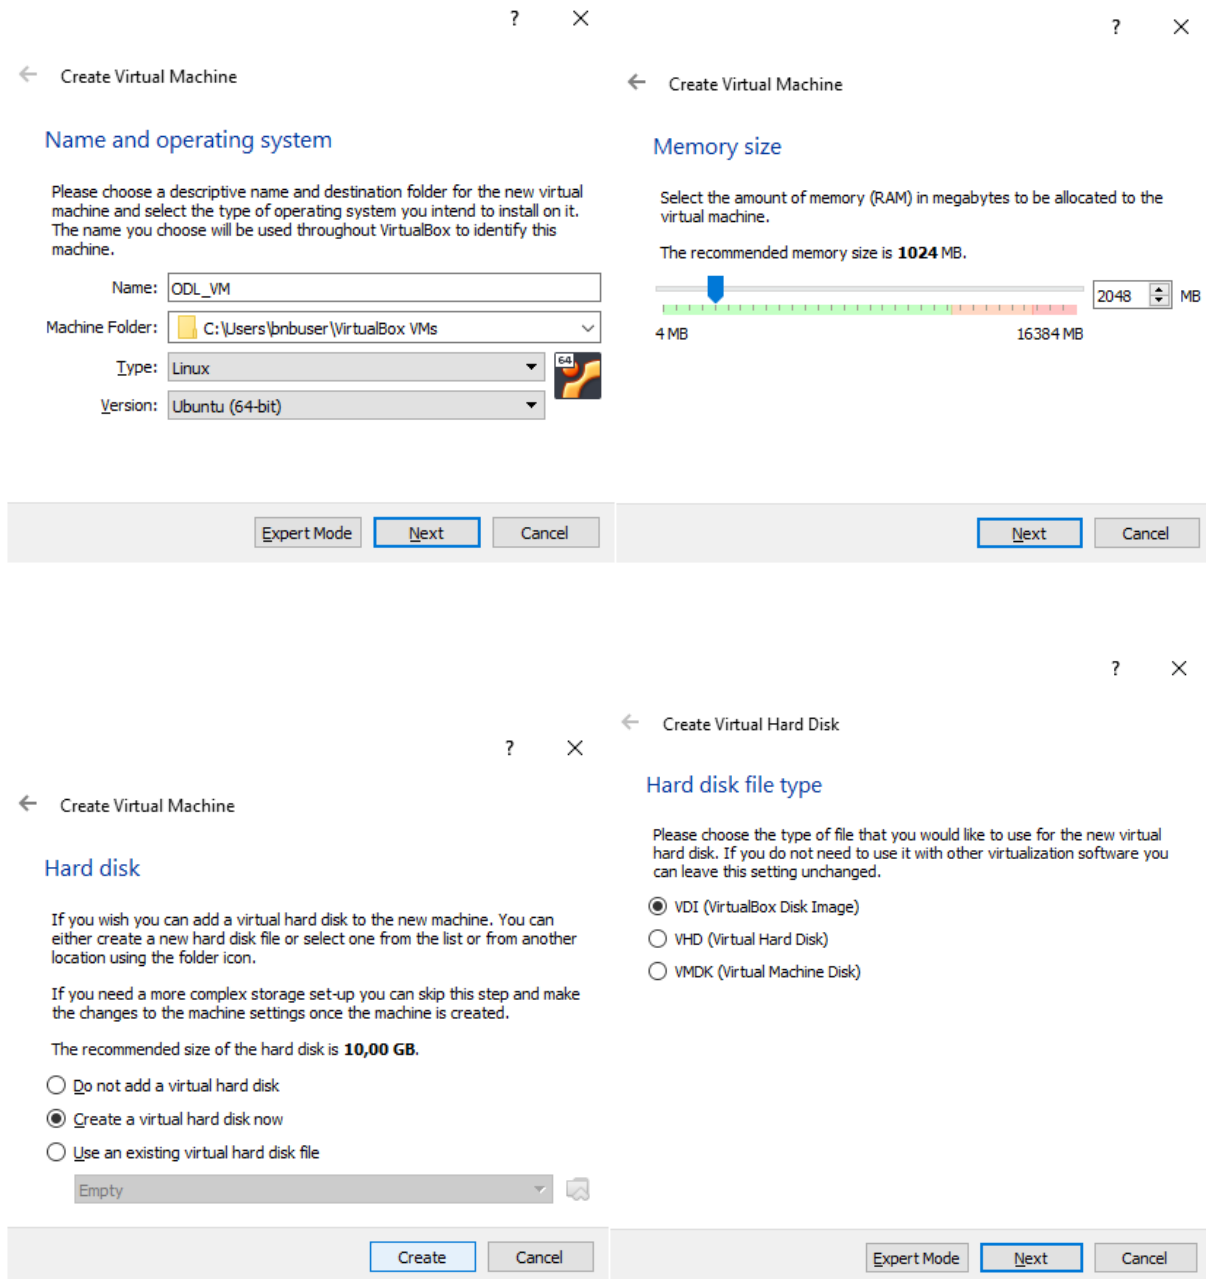 ?
Create Virtual Machine
Name and operating system
Please choose a descriptive name and destination folder for the new virtual
machine and select the type of operating system you intend to install on it.
The name you choose will be used throughout VirtualBox to identify this
machine.
Name: ODL_VM
Machine Folder: C:\Users\bnbuser\VirtualBox VMs
Type: Linux
64
Version: Ubuntu (64-bit)
Expert Mode Next Cancel
?
Create Virtual Machine
Memory size
Select the amount of memory (RAM) in megabytes to be allocated to the
virtual machine.
The recommended memory size is 1024 MB.
2048 MB
4 MB 16384 MB
Next Cancel
?
Create Virtual Machine
Hard disk
If you wish you can add a virtual hard disk to the new machine. You can
either create a new hard disk file or select one from the list or from another
location using the folder icon.
If you need a more complex storage set-up you can skip this step and make
the changes to the machine settings once the machine is created.
The recommended size of the hard disk is 10,00 GB.
Do not add a virtual hard disk
Create a virtual hard disk now
Use an existing virtual hard disk file
Empty
Create Cancel
?
Create Virtual Hard Disk
Hard disk file type
Please choose the type of file that you would like to use for the new virtual
hard disk. If you do not need to use it with other virtualization software you
can leave this setting unchanged.
VDI (VirtualBox Disk Image)
VHD (Virtual Hard Disk)
VMDK (Virtual Machine Disk)
Expert Mode Next Cancel